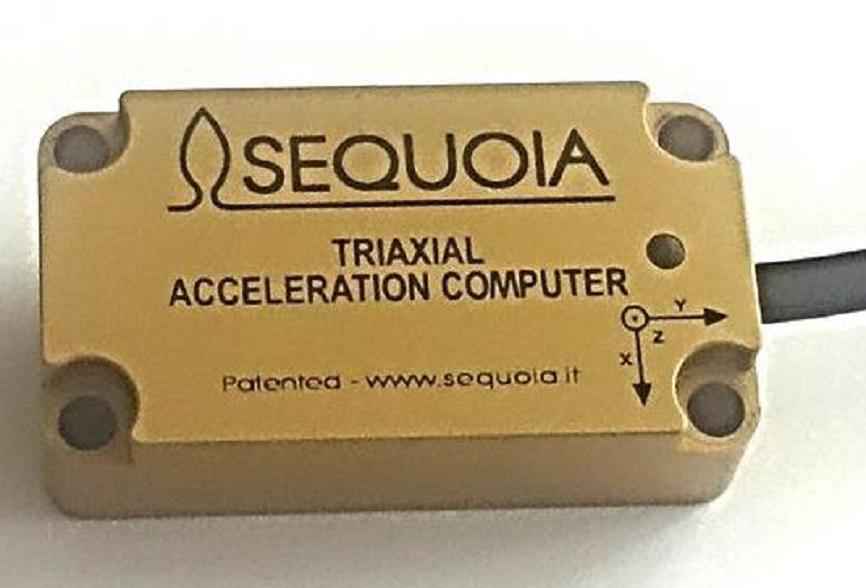 SEQUOIA
TRIAXIAL
ACCELERATION COMPUTER
Y
Z
X
Patented - www.sequoia.it